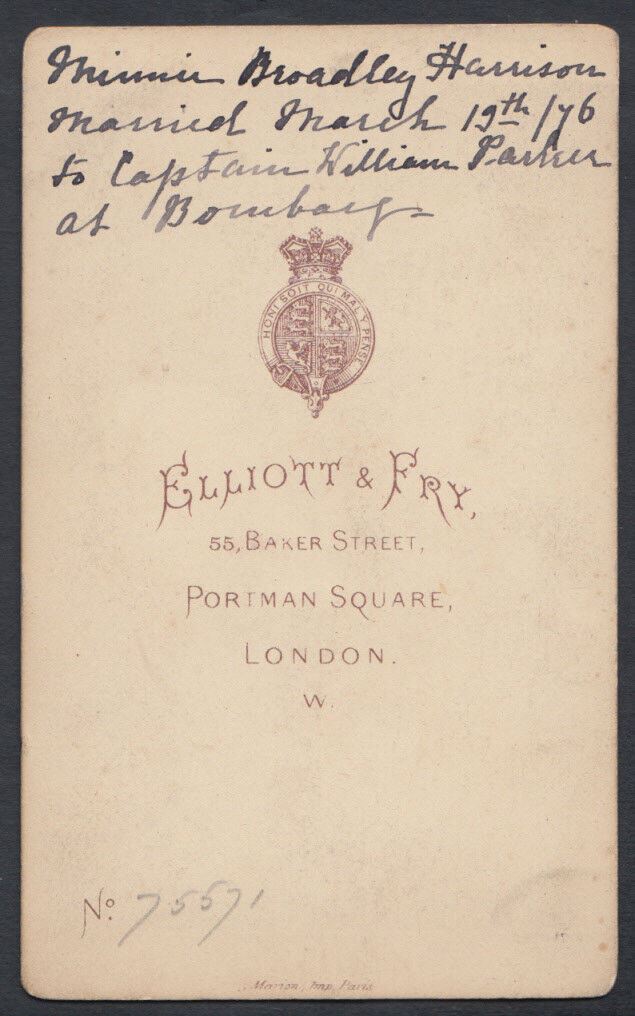 Minnie Broadley Harrison
married March 19th/76
to Captain William Parker
at Bombay
HONI SOIT QUI MAL Y PENSE
ELLIOTT & FRY,
55, BAKER STREET,
PORTMAN SQUARE,
LONDON.
W.
No. 75571
Marion, Imp. Paris